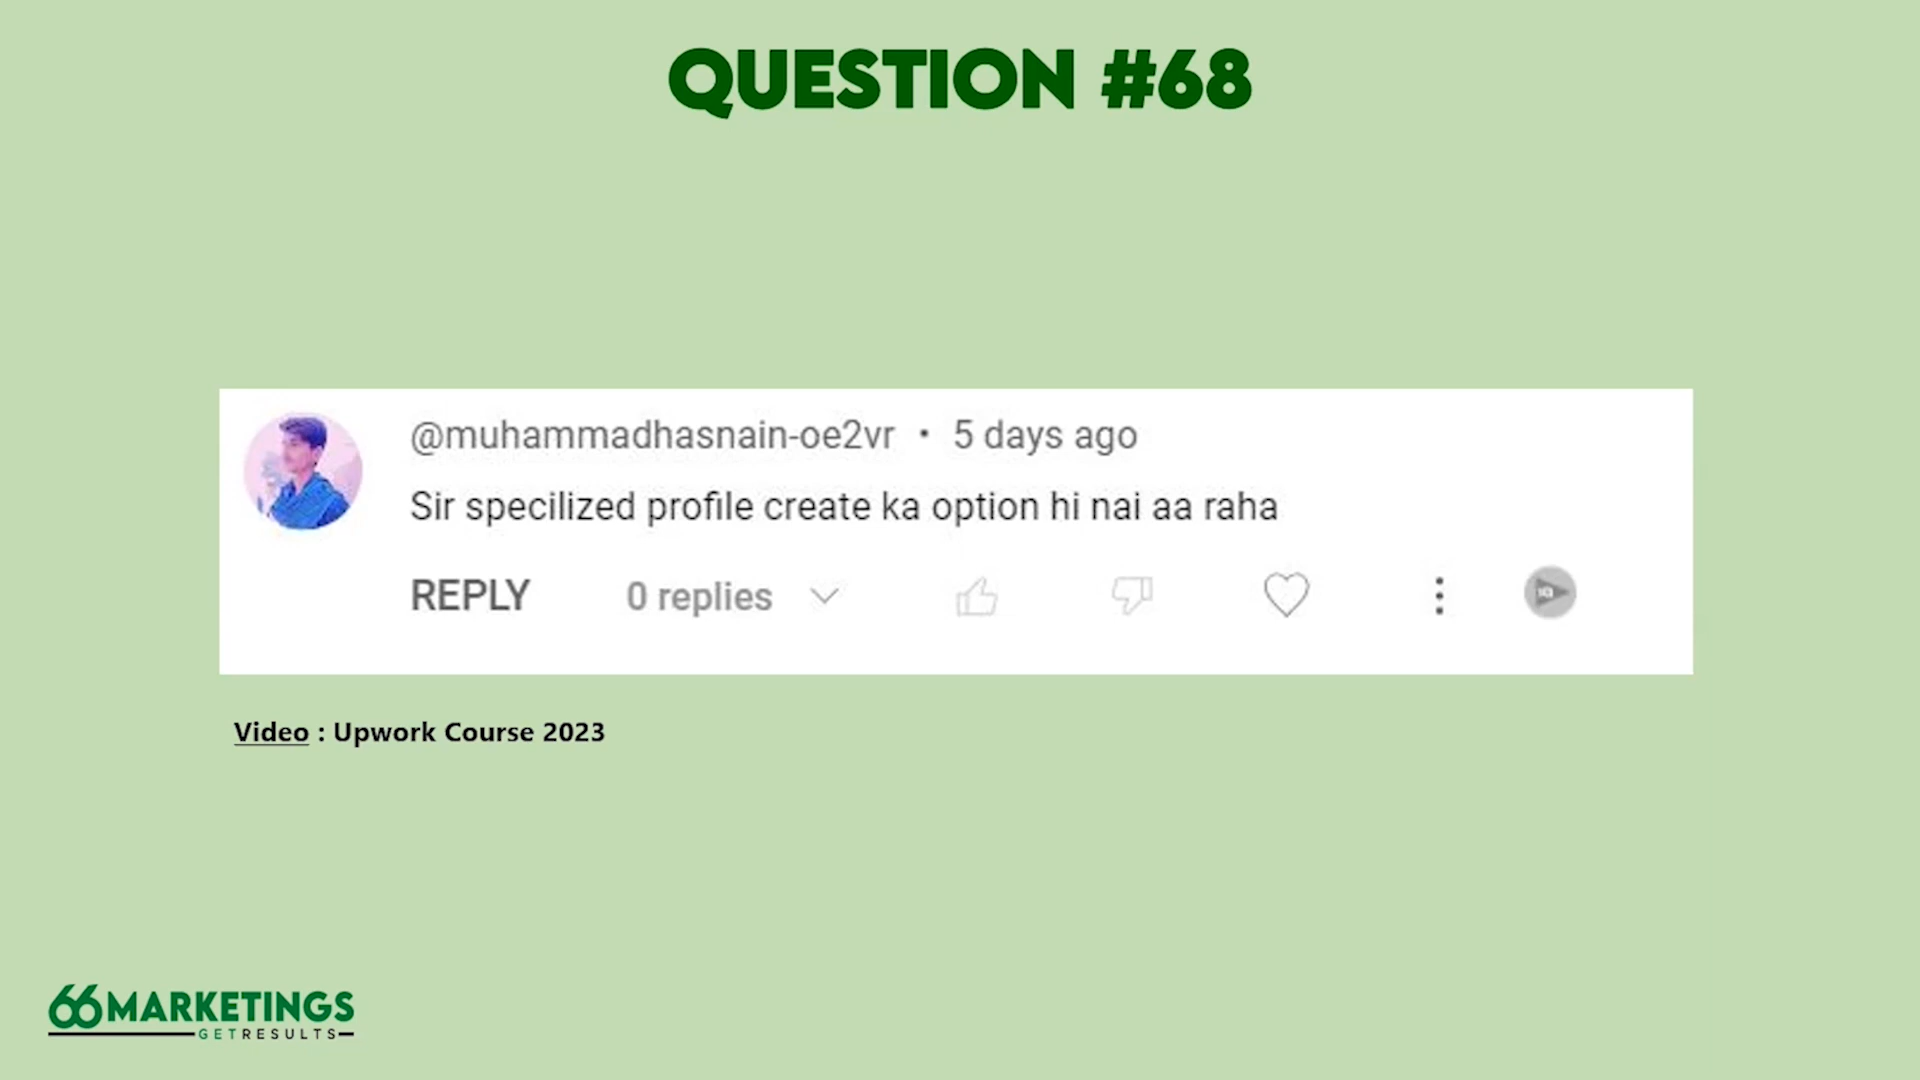 QUESTION #68
@muhammadhasnain-oe2vr • 5 days ago
Sir specilized profile create ka option hi nai aa raha
REPLY 0 replies
Video : Upwork Course 2023
66MARKETINGS
GETRESULTS